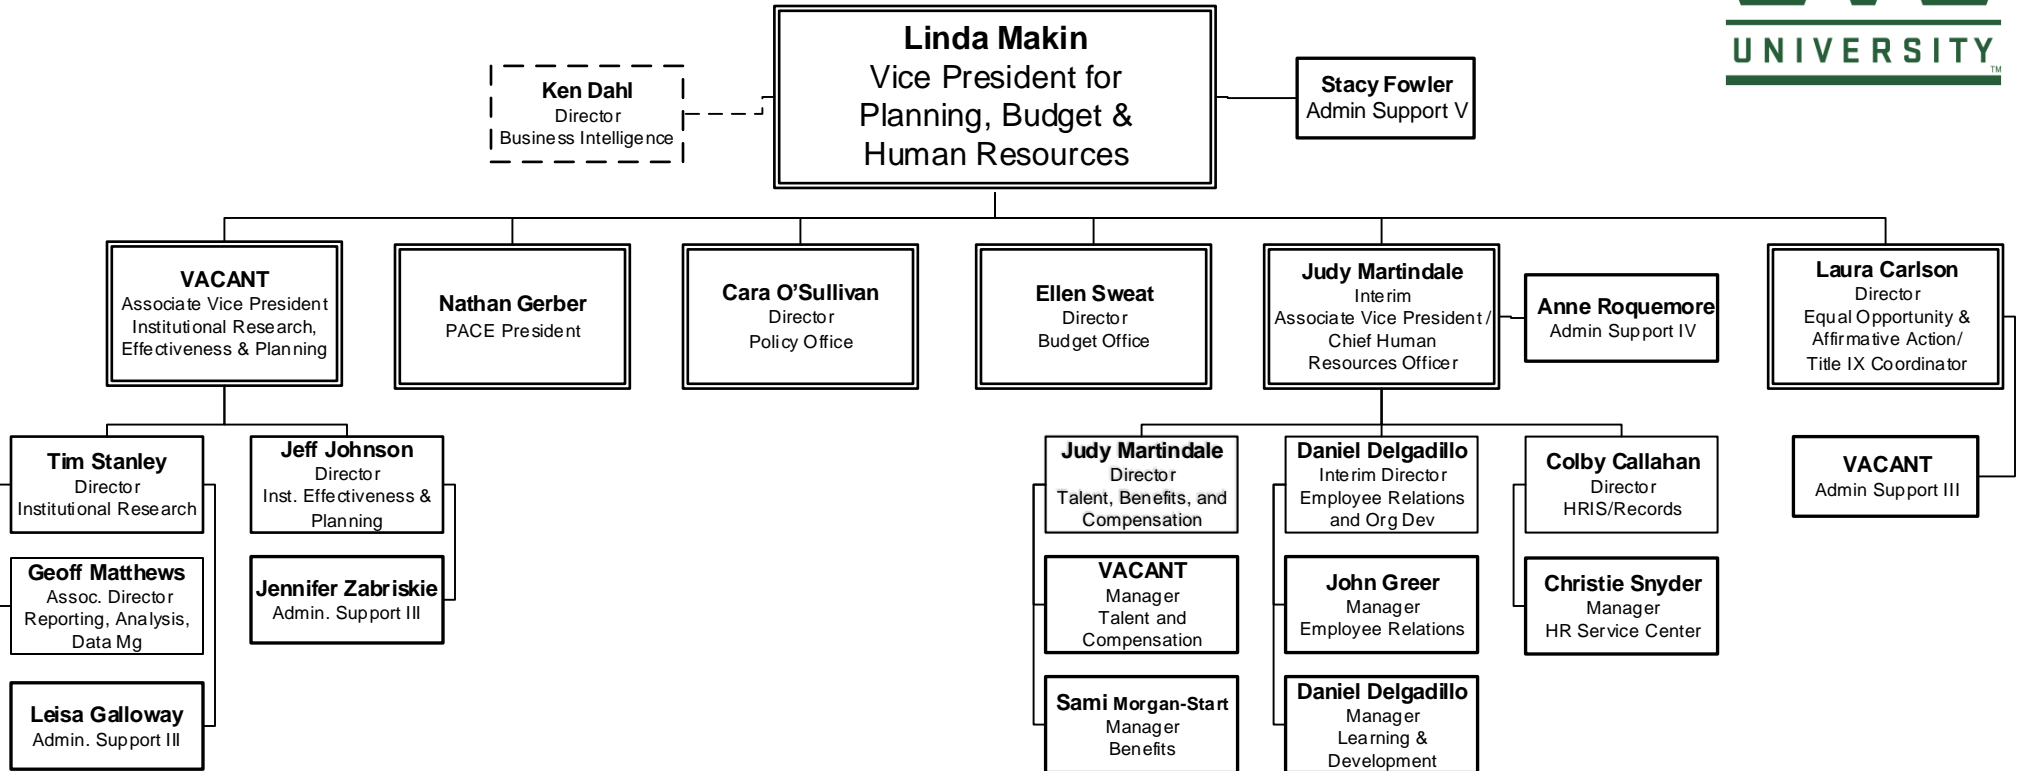 Linda Makin
Vice President for
Planning, Budget &
Human Resources
Ken Dahl
Director
Business Intelligence
Stacy Fowler
Admin Support V
UNIVERSITY
TM
VACANT
Associate Vice President
Institutional Research,
Effectiveness & Planning
Nathan Gerber
PACE President
Cara O’Sullivan
Director
Policy Office
Ellen Sweat
Director
Budget Office
Judy Martindale
Interim
Associate Vice President /
Chief Human
Resources Officer
Anne Roquemore
Admin Support IV
Laura Carlson
Director
Equal Opportunity &
Affirmative Action/
Title IX Coordinator
Tim Stanley
Director
Institutional Research
Jeff Johnson
Director
Inst. Effectiveness &
Planning
Judy Martindale
Director
Talent, Benefits, and
Compensation
Daniel Delgadillo
Interim Director
Employee Relations
and Org Dev
Colby Callahan
Director
HRIS/Records
VACANT
Admin Support III
Geoff Matthews
Assoc. Director
Reporting, Analysis,
Data Mg
Jennifer Zabriskie
Admin. Support III
VACANT
Manager
Talent and
Compensation
John Greer
Manager
Employee Relations
Christie Snyder
Manager
HR Service Center
Leisa Galloway
Admin. Support III
Sami Morgan-Start
Manager
Benefits
Daniel Delgadillo
Manager
Learning &
Development